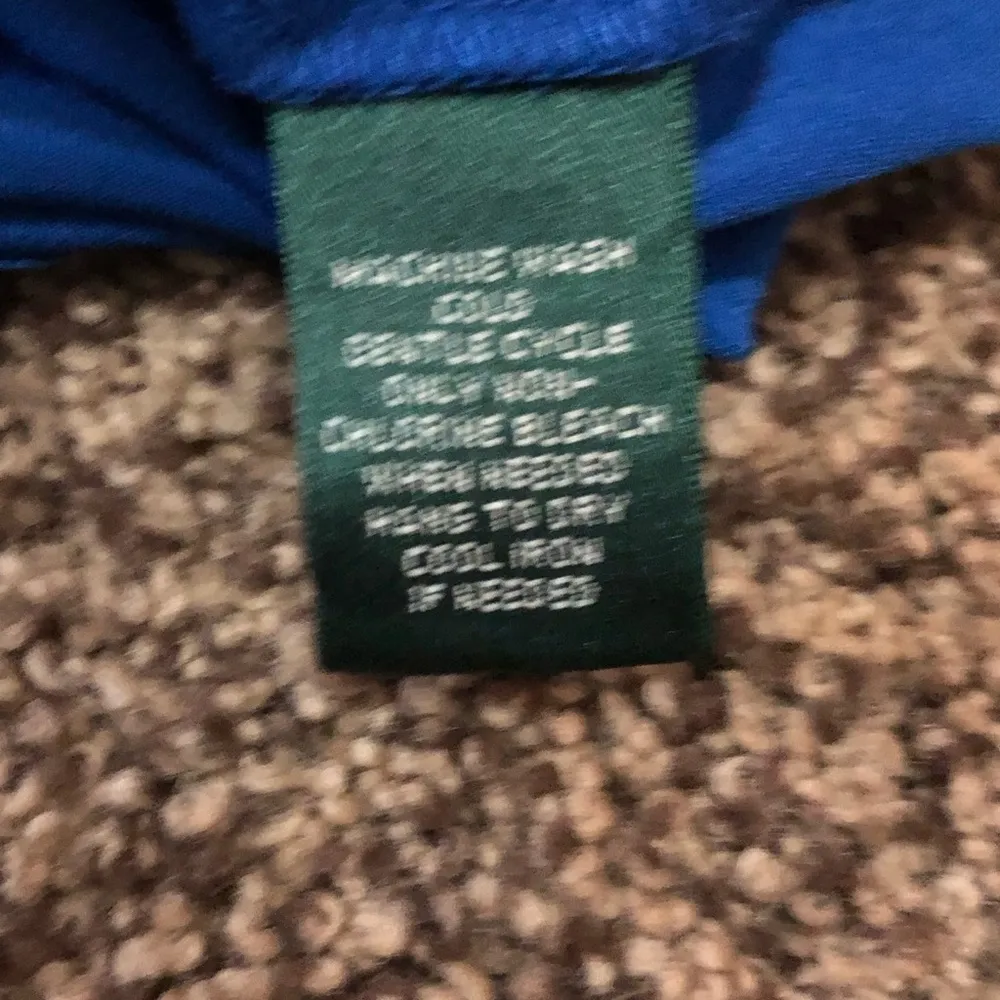 MACHINE WASH
COLD
GENTLE CYCLE
ONLY NON-
CHLORINE BLEACH
WHEN NEEDED
HANG TO DRY
COOL IRON
IF NEEDED